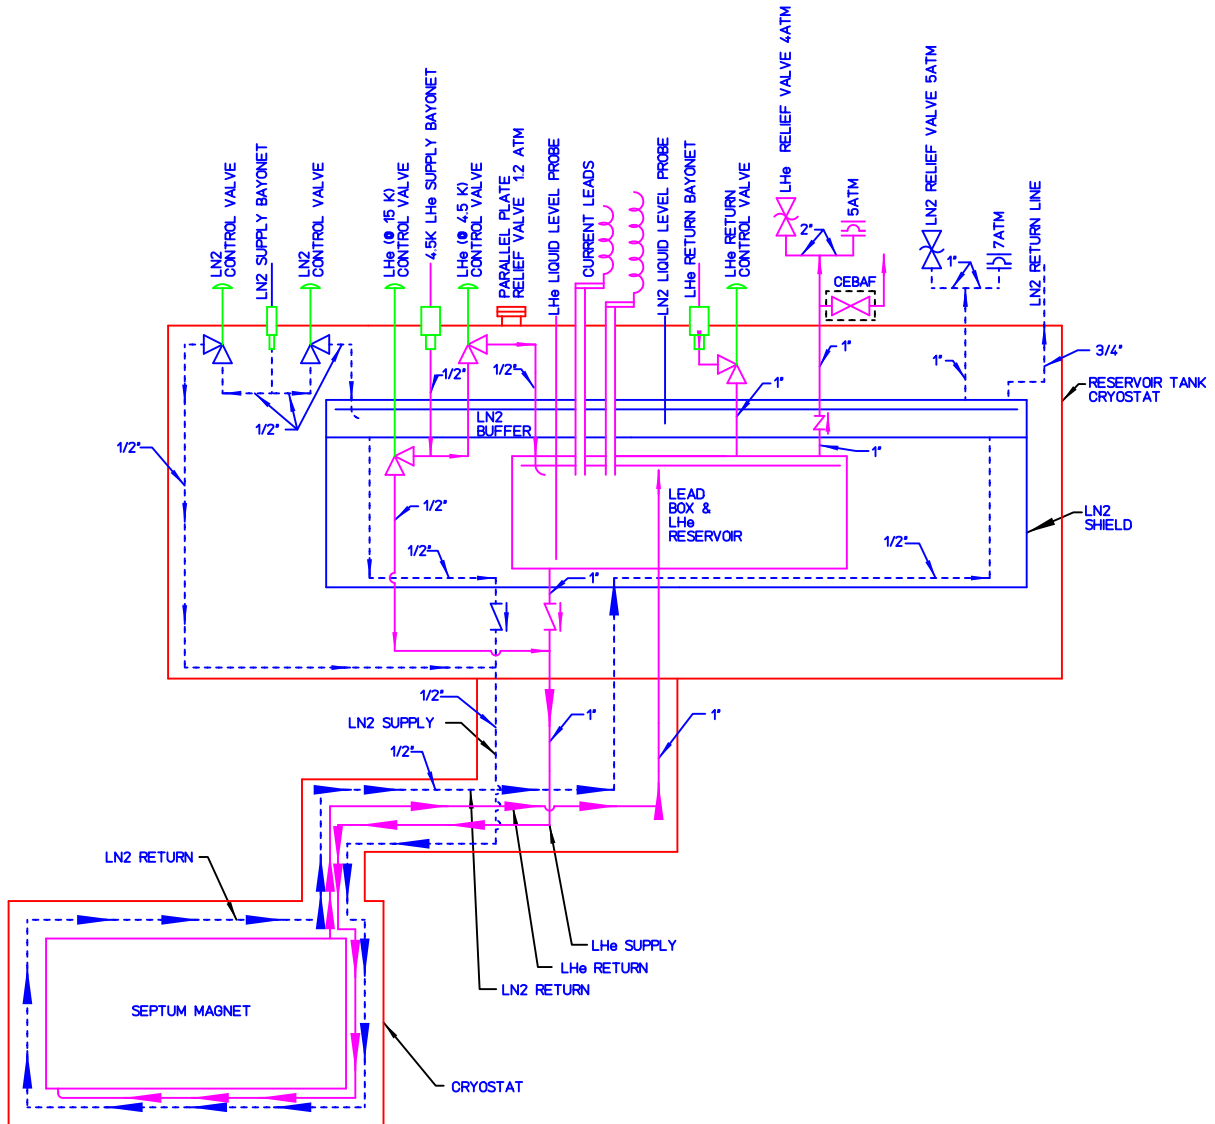 LN2
CONTROL VALVE
LN2 SUPPLY BAYONET
LN2
CONTROL VALVE
LHe (@ 15 K)
CONTROL VALVE
4.5K LHe SUPPLY BAYONET
LHe (@ 4.5 K)
CONTROL VALVE
PARALLEL PLATE
RELIEF VALVE 1.2 ATM
LHe LIQUID LEVEL PROBE
CURRENT LEADS
LN2 LIQUID LEVEL PROBE
LHe RETURN BAYONET
LHe RETURN
CONTROL VALVE
LHe RELIEF VALVE 4ATM
2"
5ATM
CEBAF
LN2 RELIEF VALVE 5ATM
1"
7ATM
LN2 RETURN LINE
1/2"
1/2"
1"
1"
3/4"
1"
RESERVOIR TANK
CRYOSTAT
1/2"
LN2
BUFFER
1/2"
1"
1/2"
LEAD
BOX &
LHe
RESERVOIR
LN2
SHIELD
1/2"
1/2"
1"
1/2"
LN2 SUPPLY
1"
1"
1/2"
LN2 RETURN
LHe SUPPLY
LHe RETURN
LN2 RETURN
SEPTUM MAGNET
CRYOSTAT